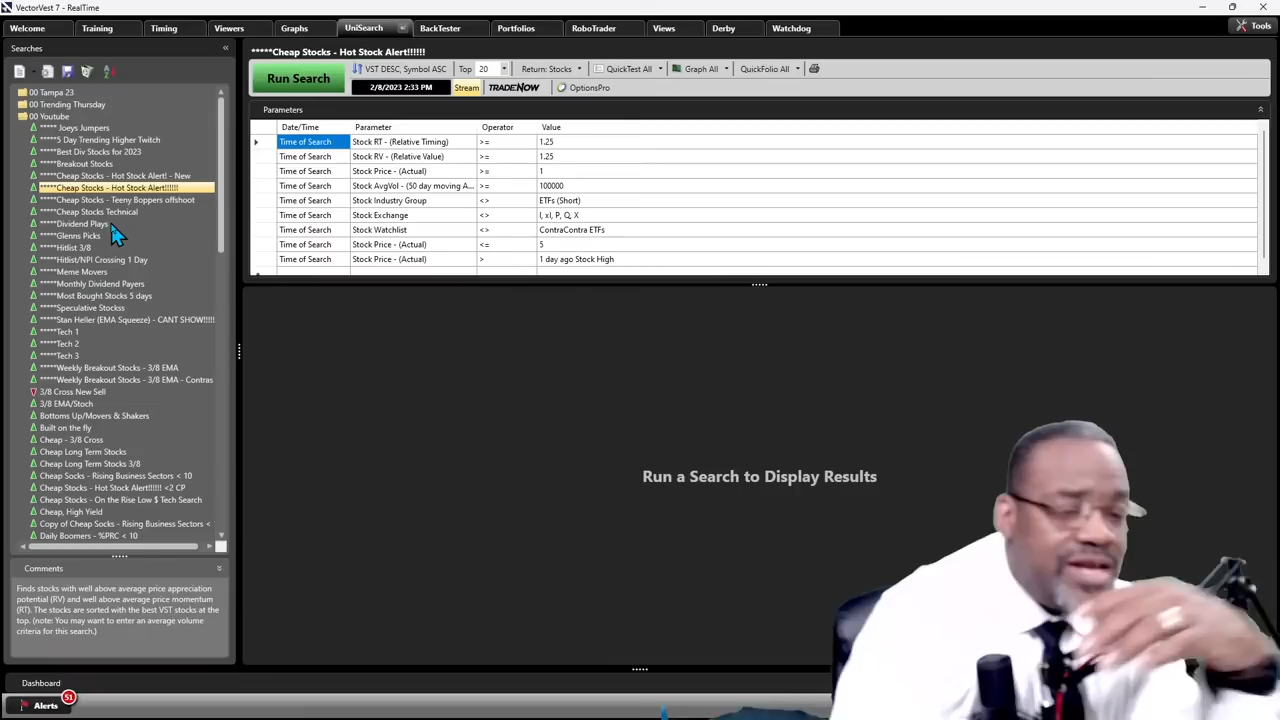 VectorVest 7 - RealTime
Welcome Training Timing Viewers Graphs UniSearch BackTester Portfolios RoboTrader Views Derby Watchdog Tools
Searches
*****Cheap Stocks - Hot Stock Alert!!!!!!
Run Search
VST DESC, Symbol ASC Top 20 Return: Stocks QuickTest All Graph All QuickFolio All
2/8/2023 2:33 PM Stream TRADENOW OptionsPro
Parameters
Date/Time Parameter Operator Value
Time of Search Stock RT - (Relative Timing) >= 1.25
Time of Search Stock RV - (Relative Value) >= 1.25
Time of Search Stock Price - (Actual) >= 1
Time of Search Stock AvgVol - (50 day moving A... >= 100000
Time of Search Stock Industry Group <> ETFs (Short)
Time of Search Stock Exchange <> I, xI, P, Q, X
Time of Search Stock Watchlist <> ContraContra ETFs
Time of Search Stock Price - (Actual) <= 5
Time of Search Stock Price - (Actual) > 1 day ago Stock High
00 Tampa 23
00 Trending Thursday
00 Youtube
***** Joeys Jumpers
*****5 Day Trending Higher Twitch
*****Best Div Stocks for 2023
*****Breakout Stocks
*****Cheap Stocks - Hot Stock Alert! - New
*****Cheap Stocks - Hot Stock Alert!!!!!!
*****Cheap Stocks - Teeny Boppers offshoot
*****Cheap Stocks Technical
*****Dividend Plays
*****Glenns Picks
*****Hitlist 3/8
*****Hitlist/NPI Crossing 1 Day
*****Meme Movers
*****Monthly Dividend Payers
*****Most Bought Stocks 5 days
*****Speculative Stockss
*****Stan Heller (EMA Squeeze) - CANT SHOW!!!!!
*****Tech 1
*****Tech 2
*****Tech 3
*****Weekly Breakout Stocks - 3/8 EMA
*****Weekly Breakout Stocks - 3/8 EMA - Contras
3/8 Cross New Sell
3/8 EMA/Stoch
Bottoms Up/Movers & Shakers
Built on the fly
Cheap - 3/8 Cross
Cheap Long Term Stocks
Cheap Long Term Stocks 3/8
Cheap Socks - Rising Business Sectors < 10
Cheap Stocks - Hot Stock Alert!!!!!! <2 CP
Cheap Stocks - On the Rise Low $ Tech Search
Cheap, High Yield
Copy of Cheap Socks - Rising Business Sectors <
Daily Boomers - %PRC < 10
Run a Search to Display Results
Comments
Finds stocks with well above average price appreciation
potential (RV) and well above average price momentum
(RT). The stocks are sorted with the best VST stocks at the
top. (note: You may want to enter an average volume
criteria for this search.)
Dashboard
Alerts 51